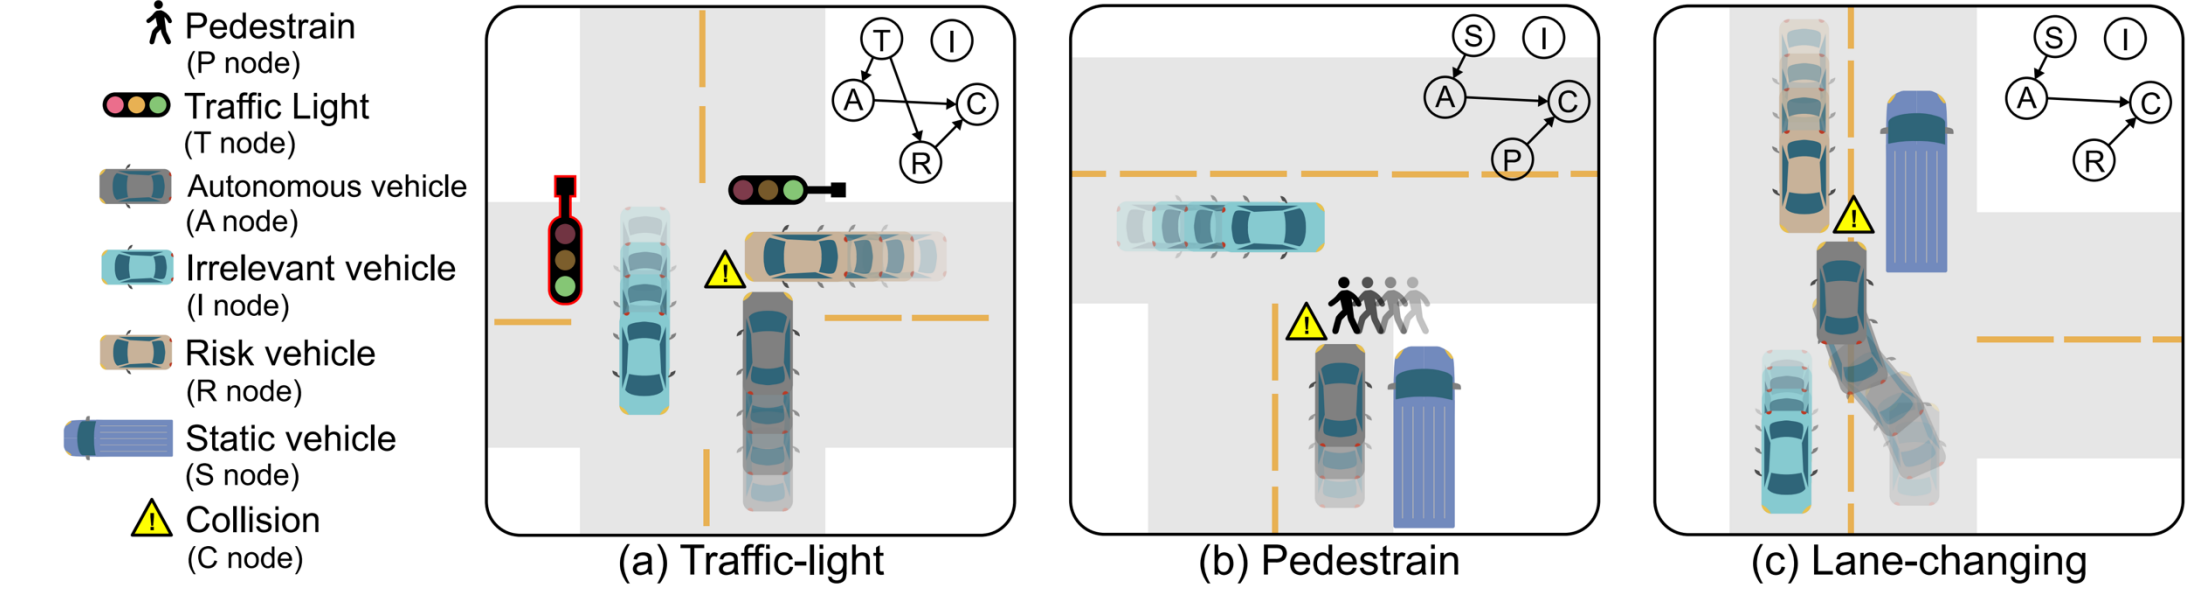 Pedestrain
(P node)
Traffic Light
(T node)
Autonomous vehicle
(A node)
Irrelevant vehicle
(I node)
Risk vehicle
(R node)
Static vehicle
(S node)
!
Collision
(C node)
T
I
A
C
R
!
(a) Traffic-light
S
I
A
C
P
!
(b) Pedestrain
S
I
A
C
R
!
(c) Lane-changing